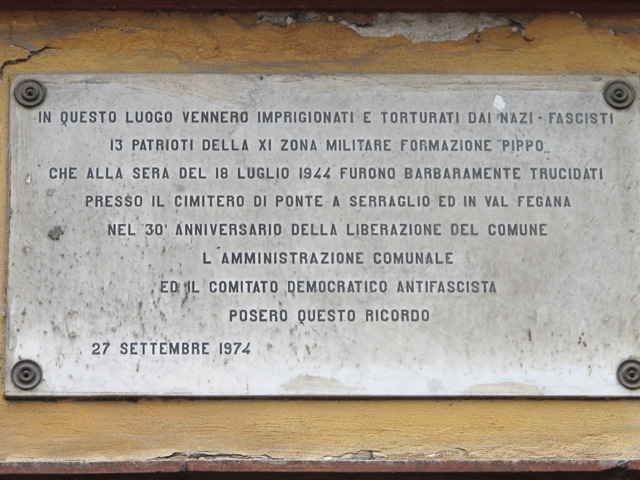 IN QUESTO LUOGO VENNERO IMPRIGIONATI E TORTURATI DAI NAZI - FASCISTI
13 PATRIOTI DELLA XI ZONA MILITARE FORMAZIONE "PIPPO„
CHE ALLA SERA DEL 18 LUGLIO 1944 FURONO BARBARAMENTE TRUCIDATI
PRESSO IL CIMITERO DI PONTE A SERRAGLIO ED IN VAL FEGANA
NEL 30° ANNIVERSARIO DELLA LIBERAZIONE DEL COMUNE
L AMMINISTRAZIONE COMUNALE
ED IL COMITATO DEMOCRATICO ANTIFASCISTA
POSERO QUESTO RICORDO
27 SETTEMBRE 1974